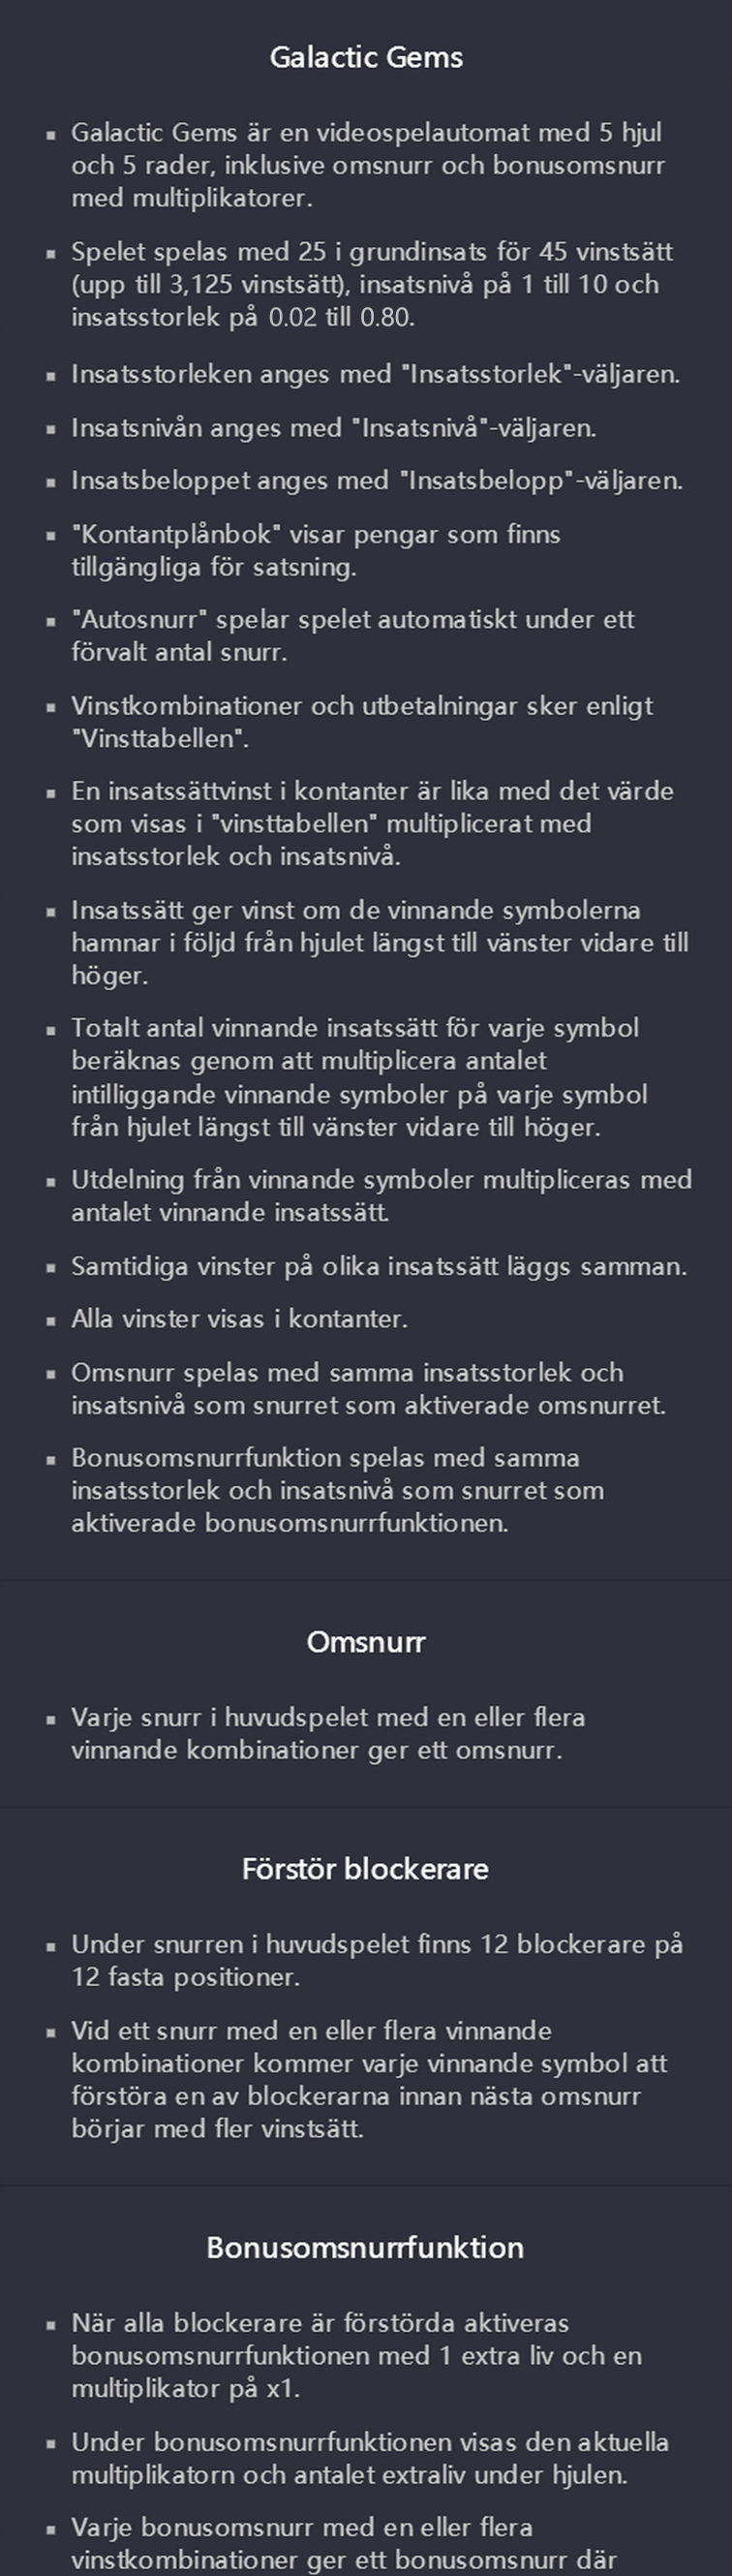 Galactic Gems
▪ Galactic Gems är en videospelautomat med 5 hjul
och 5 rader, inklusive omsnurr och bonusomsnurr
med multiplikatorer.
▪ Spelet spelas med 25 i grundinsats för 45 vinstsätt
(upp till 3,125 vinstsätt), insatsnivå på 1 till 10 och
insatsstorlek på 0.02 till 0.80.
▪ Insatsstorleken anges med "Insatsstorlek"-väljaren.
▪ Insatsnivån anges med "Insatsnivå"-väljaren.
▪ Insatsbeloppet anges med "Insatsbelopp"-väljaren.
▪ "Kontantplånbok" visar pengar som finns
tillgängliga för satsning.
▪ "Autosnurr" spelar spelet automatiskt under ett
förvalt antal snurr.
▪ Vinstkombinationer och utbetalningar sker enligt
"Vinsttabellen".
▪ En insatssättvinst i kontanter är lika med det värde
som visas i "vinsttabellen" multiplicerat med
insatsstorlek och insatsnivå.
▪ Insatssätt ger vinst om de vinnande symbolerna
hamnar i följd från hjulet längst till vänster vidare till
höger.
▪ Totalt antal vinnande insatssätt för varje symbol
beräknas genom att multiplicera antalet
intilliggande vinnande symboler på varje symbol
från hjulet längst till vänster vidare till höger.
▪ Utdelning från vinnande symboler multipliceras med
antalet vinnande insatssätt.
▪ Samtidiga vinster på olika insatssätt läggs samman.
▪ Alla vinster visas i kontanter.
▪ Omsnurr spelas med samma insatsstorlek och
insatsnivå som snurret som aktiverade omsnurret.
▪ Bonusomsnurrfunktion spelas med samma
insatsstorlek och insatsnivå som snurret som
aktiverade bonusomsnurrfunktionen.
Omsnurr
▪ Varje snurr i huvudspelet med en eller flera
vinnande kombinationer ger ett omsnurr.
Förstör blockerare
▪ Under snurren i huvudspelet finns 12 blockerare på
12 fasta positioner.
▪ Vid ett snurr med en eller flera vinnande
kombinationer kommer varje vinnande symbol att
förstöra en av blockerarna innan nästa omsnurr
börjar med fler vinstsätt.
Bonusomsnurrfunktion
▪ När alla blockerare är förstörda aktiveras
bonusomsnurrfunktionen med 1 extra liv och en
multiplikator på x1.
▪ Under bonusomsnurrfunktionen visas den aktuella
multiplikatorn och antalet extraliv under hjulen.
▪ Varje bonusomsnurr med en eller flera
vinstkombinationer ger ett bonusomsnurr där